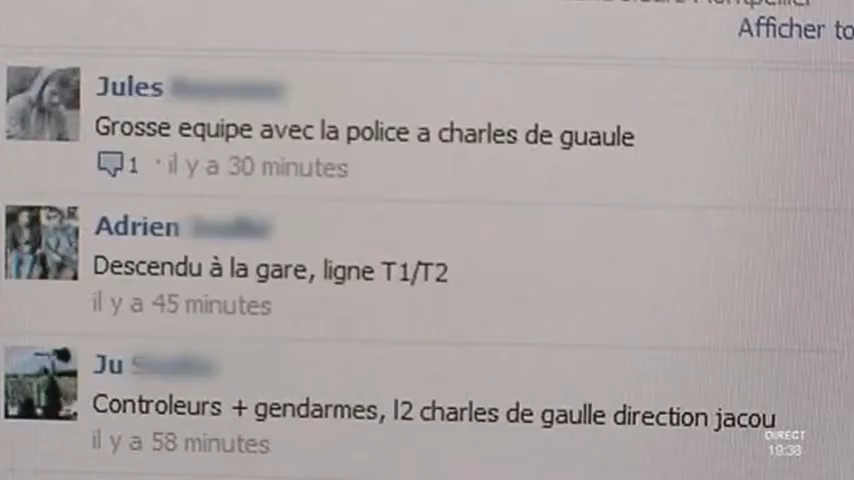 Afficher to
Jules
Grosse equipe avec la police a charles de guaule
1 · il y a 30 minutes
Adrien
Descendu à la gare, ligne T1/T2
il y a 45 minutes
Ju
Controleurs + gendarmes, l2 charles de gaulle direction jacou
il y a 58 minutes
DIRECT
19:38